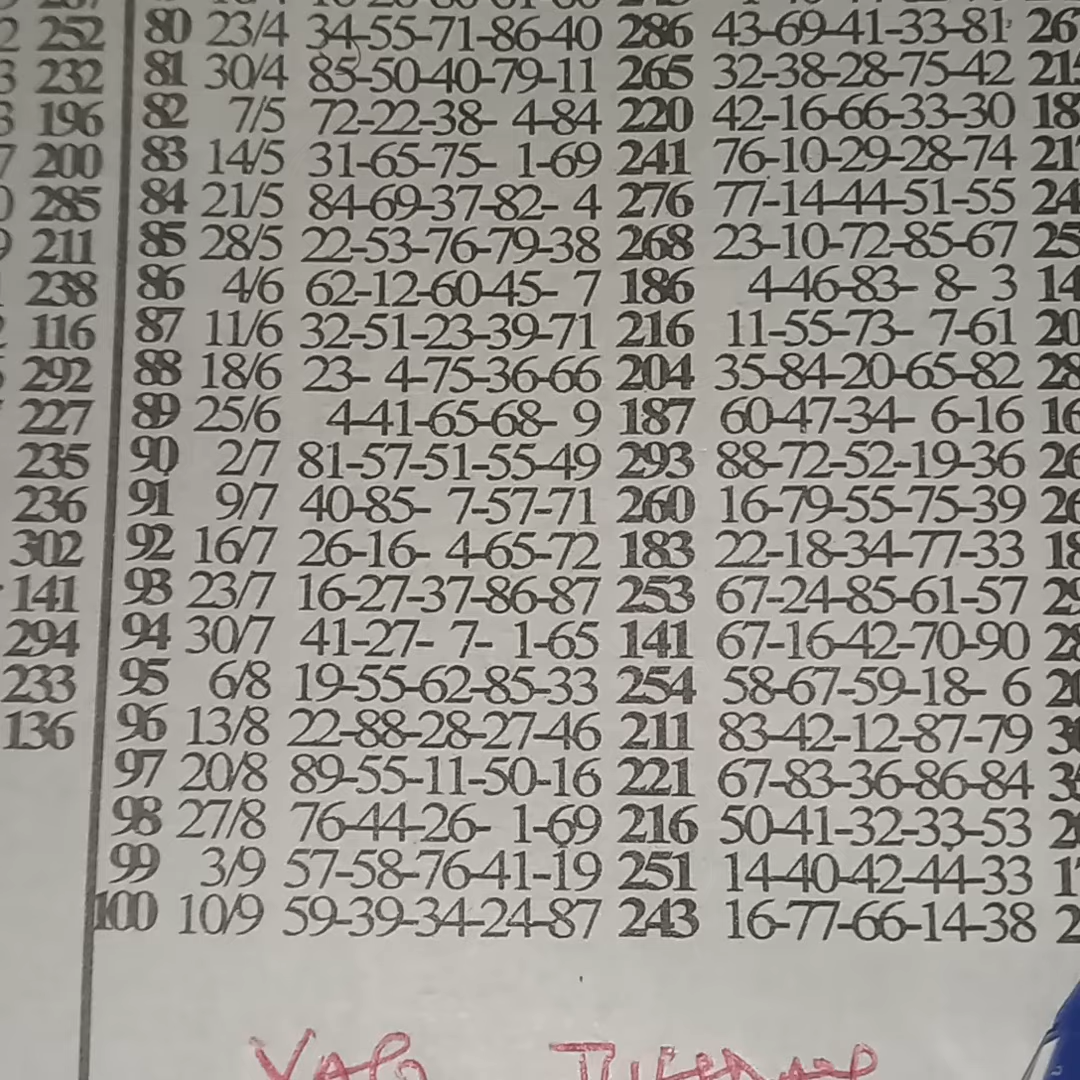 252 80 23/4 34-55-71-86-40 286 43-69-41-33-81
232 81 30/4 85-50-40-79-11 265 32-38-28-75-42
196 82 7/5 72-22-38- 4-84 220 42-16-66-33-30
200 83 14/5 31-65-75- 1-69 241 76-10-29-28-74
285 84 21/5 84-69-37-82- 4 276 77-14-44-51-55
211 85 28/5 22-53-76-79-38 268 23-10-72-85-67
238 86 4/6 62-12-60-45- 7 186 4-46-83- 8- 3
116 87 11/6 32-51-23-39-71 216 11-55-73- 7-61
292 88 18/6 23- 4-75-36-66 204 35-84-20-65-82
227 89 25/6 4-41-65-68- 9 187 60-47-34- 6-16
235 90 2/7 81-57-51-55-49 293 88-72-52-19-36
236 91 9/7 40-85- 7-57-71 260 16-79-55-75-39
302 92 16/7 26-16- 4-65-72 183 22-18-34-77-33
141 93 23/7 16-27-37-86-87 253 67-24-85-61-57
294 94 30/7 41-27- 7- 1-65 141 67-16-42-70-90
233 95 6/8 19-55-62-85-33 254 58-67-59-18- 6
136 96 13/8 22-88-28-27-46 211 83-42-12-87-79
97 20/8 89-55-11-50-16 221 67-83-36-86-84
98 27/8 76-44-26- 1-69 216 50-41-32-33-53
99 3/9 57-58-76-41-19 251 14-40-42-44-33
100 10/9 59-39-34-24-87 243 16-77-66-14-38